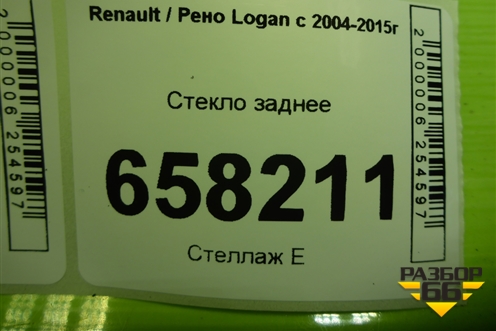 Renault / Рено Logan с 2004-2015г
Стекло заднее
658211
Стеллаж Е
2000006254597
2000006254597
РАЗБОР
66